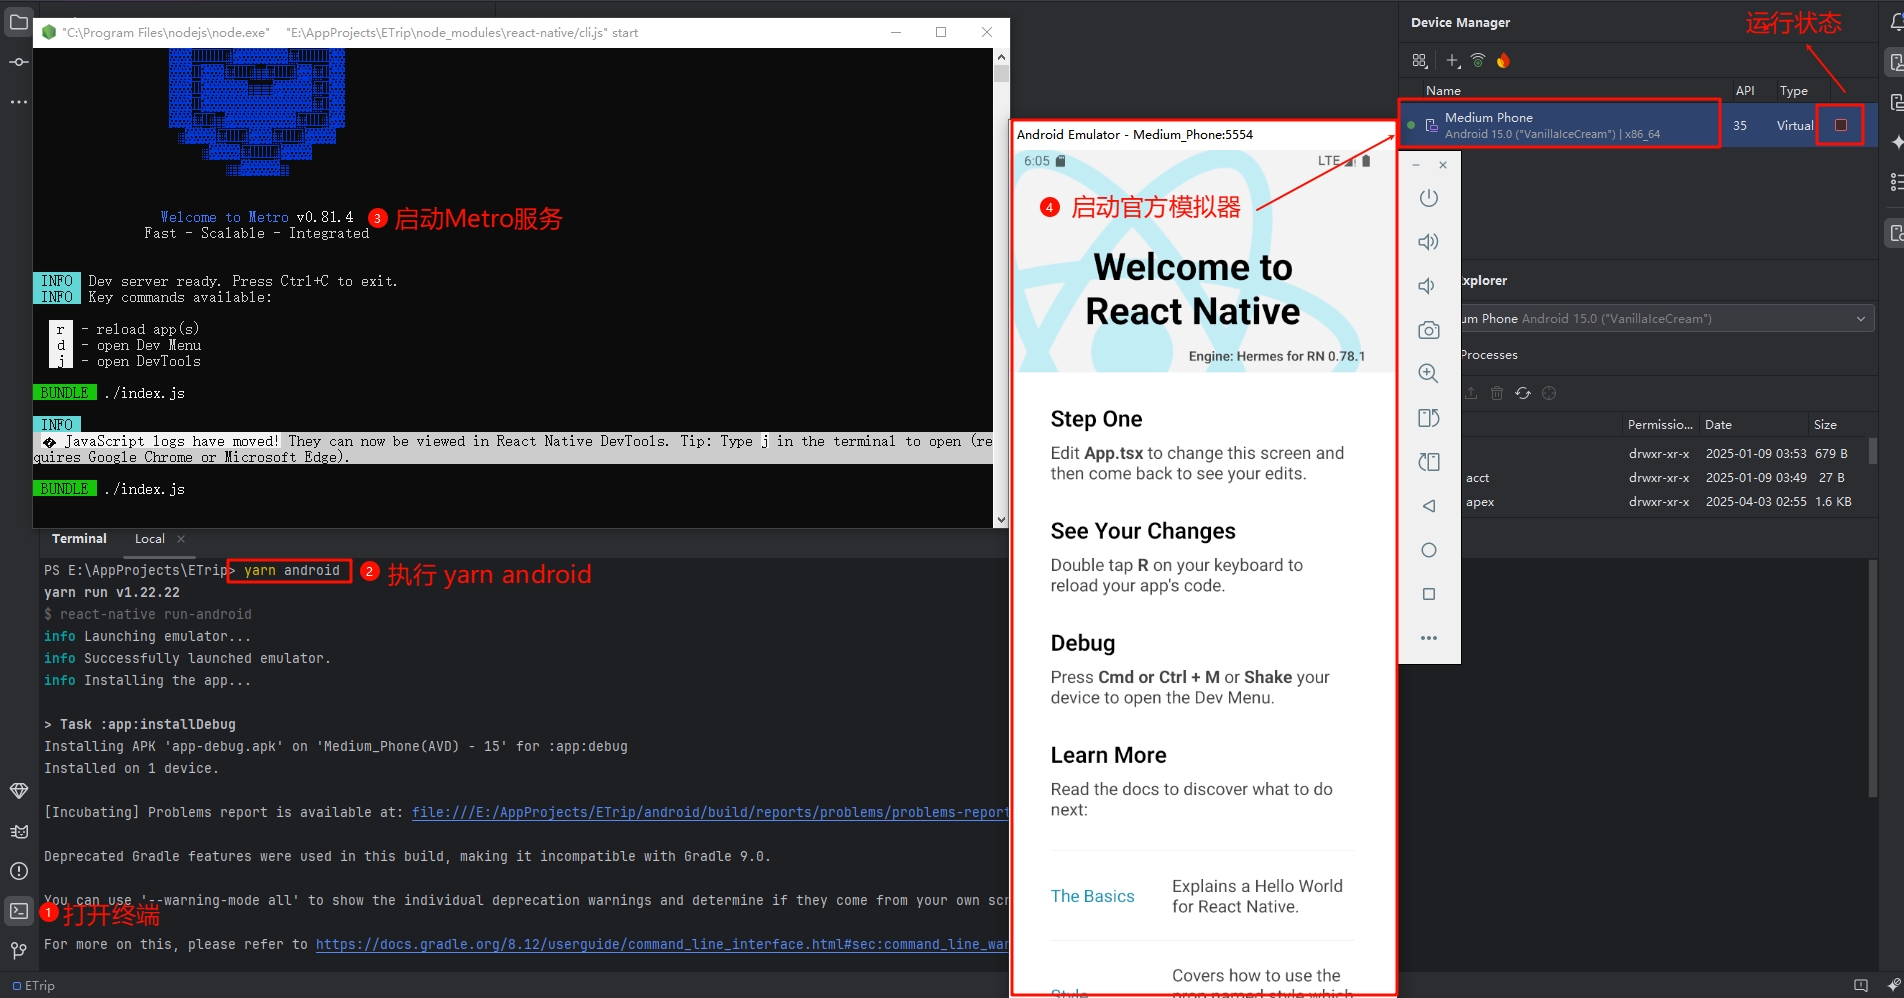 "C:\Program Files\nodejs\node.exe" "E:\AppProjects\ETrip\node_modules\react-native/cli.js" start
Welcome to Metro v0.81.4
Fast - Scalable - Integrated
3 启动Metro服务
INFO Dev server ready. Press Ctrl+C to exit.
INFO Key commands available:
r - reload app(s)
d - open Dev Menu
j - open DevTools
BUNDLE ./index.js
INFO
� JavaScript logs have moved! They can now be viewed in React Native DevTools. Tip: Type j in the terminal to open (re
quires Google Chrome or Microsoft Edge).
BUNDLE ./index.js
Terminal Local
PS E:\AppProjects\ETrip> yarn android
2 执行 yarn android
yarn run v1.22.22
$ react-native run-android
info Launching emulator...
info Successfully launched emulator.
info Installing the app...
> Task :app:installDebug
Installing APK 'app-debug.apk' on 'Medium_Phone(AVD) - 15' for :app:debug
Installed on 1 device.
[Incubating] Problems report is available at: file:///E:/AppProjects/ETrip/android/build/reports/problems/problems-report
Deprecated Gradle features were used in this build, making it incompatible with Gradle 9.0.
You can use '--warning-mode all' to show the individual deprecation warnings and determine if they come from your own scr
1 打开终端
For more on this, please refer to https://docs.gradle.org/8.12/userguide/command_line_interface.html#sec:command_line_war
ETrip
Android Emulator - Medium_Phone:5554
6:05 LTE
4 启动官方模拟器
Welcome to
React Native
Engine: Hermes for RN 0.78.1
Step One
Edit App.tsx to change this screen and
then come back to see your edits.
See Your Changes
Double tap R on your keyboard to
reload your app's code.
Debug
Press Cmd or Ctrl + M or Shake your
device to open the Dev Menu.
Learn More
Read the docs to discover what to do
next:
The Basics
Explains a Hello World
for React Native.
Style
Covers how to use the
prop named style which
Device Manager
运行状态
Name API Type
Medium Phone
Android 15.0 ("VanillaIceCream") | x86_64
35 Virtual
xplorer
um Phone Android 15.0 ("VanillaIceCream")
Processes
Permissio... Date Size
drwxr-xr-x 2025-01-09 03:53 679 B
acct drwxr-xr-x 2025-01-09 03:49 27 B
apex drwxr-xr-x 2025-04-03 02:55 1.6 KB